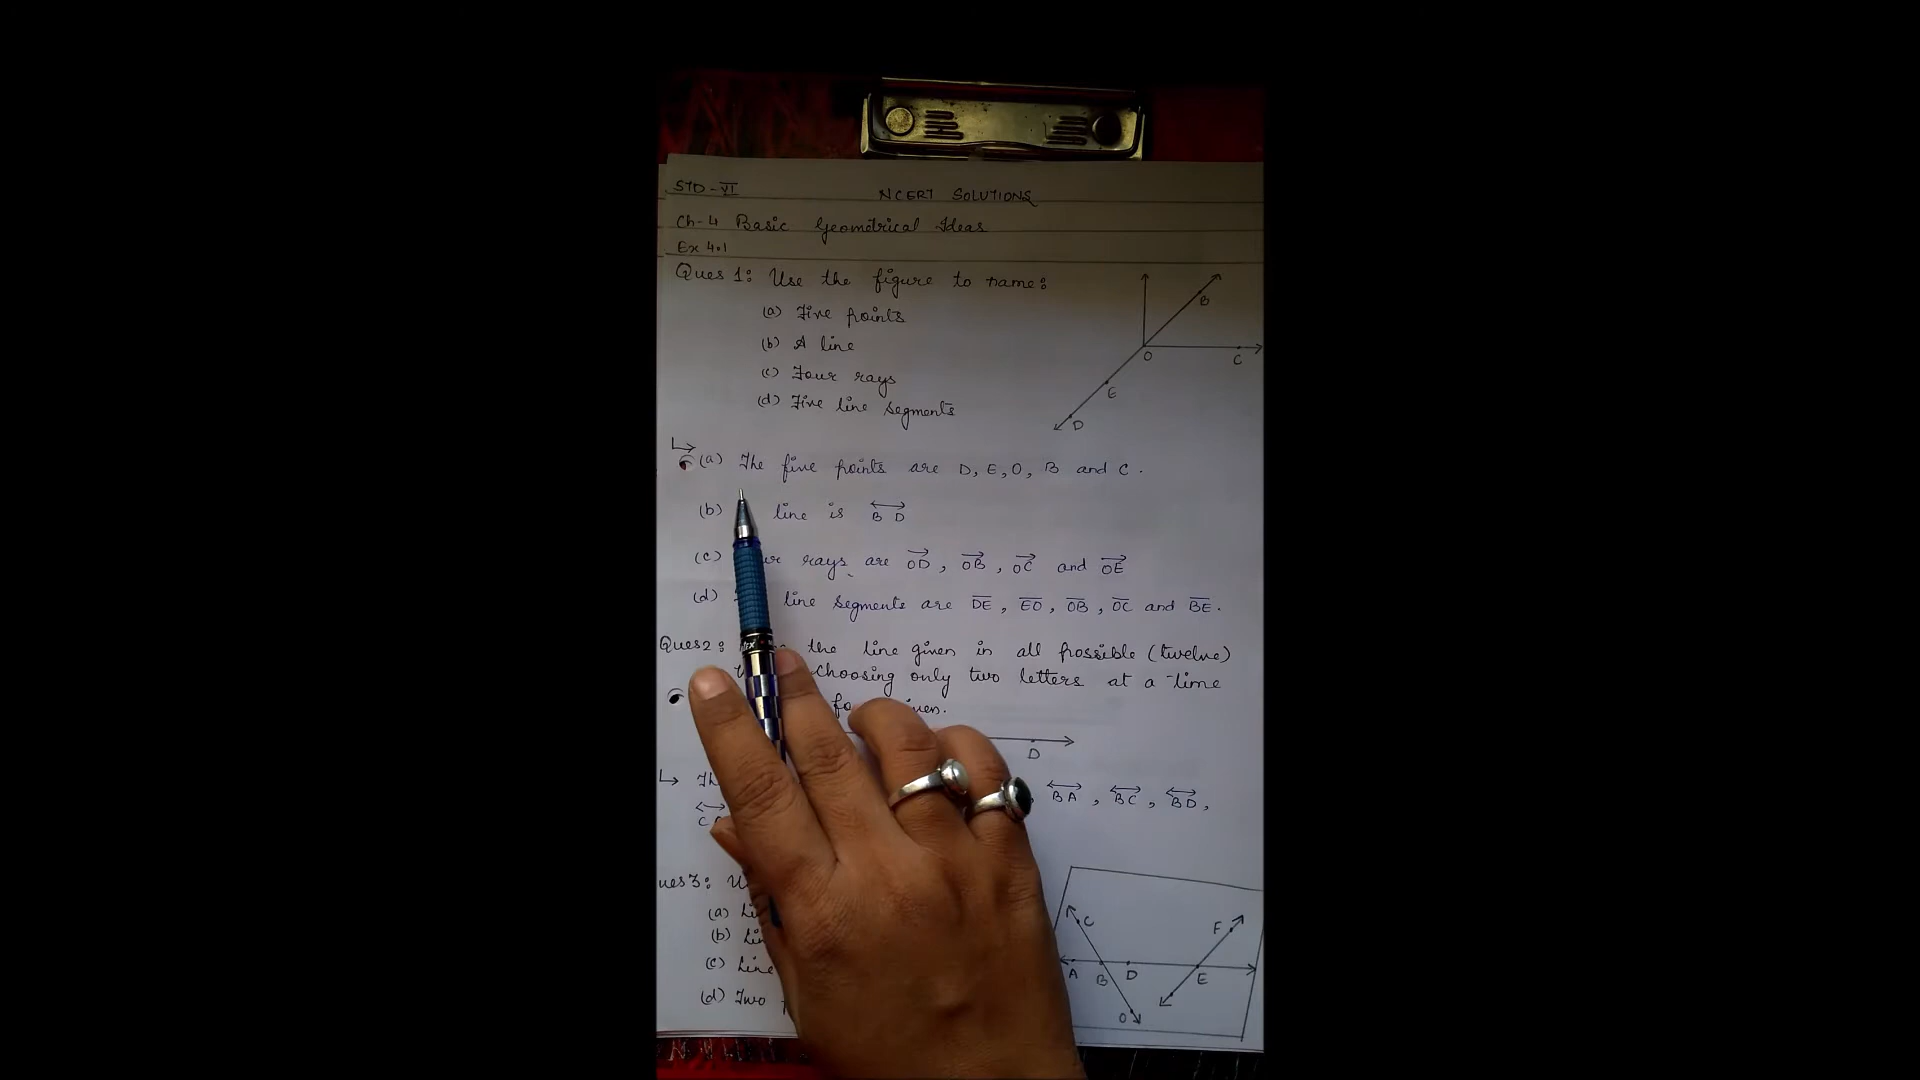 STD-VI NCERT SOLUTIONS
Ch-4 Basic Geometrical Ideas
Ex 4.1
Ques 1: Use the figure to name:
(a) Five points
(b) A line
(c) Four rays
(d) Five line segments
B
O
C
E
D
↳ (a) The five points are D, E, O, B and C.
(b) line is B D
(c) rays are OD, OB, OC and OE
(d) line segments are DE, EO, OB, OC and BE.
Ques2: the line given in all possible (twelve)
choosing only two letters at a time
D
↳
BA, BC, BD,
(a)
(b)
(c) Line
(d) Two
C
F
A B D E
O